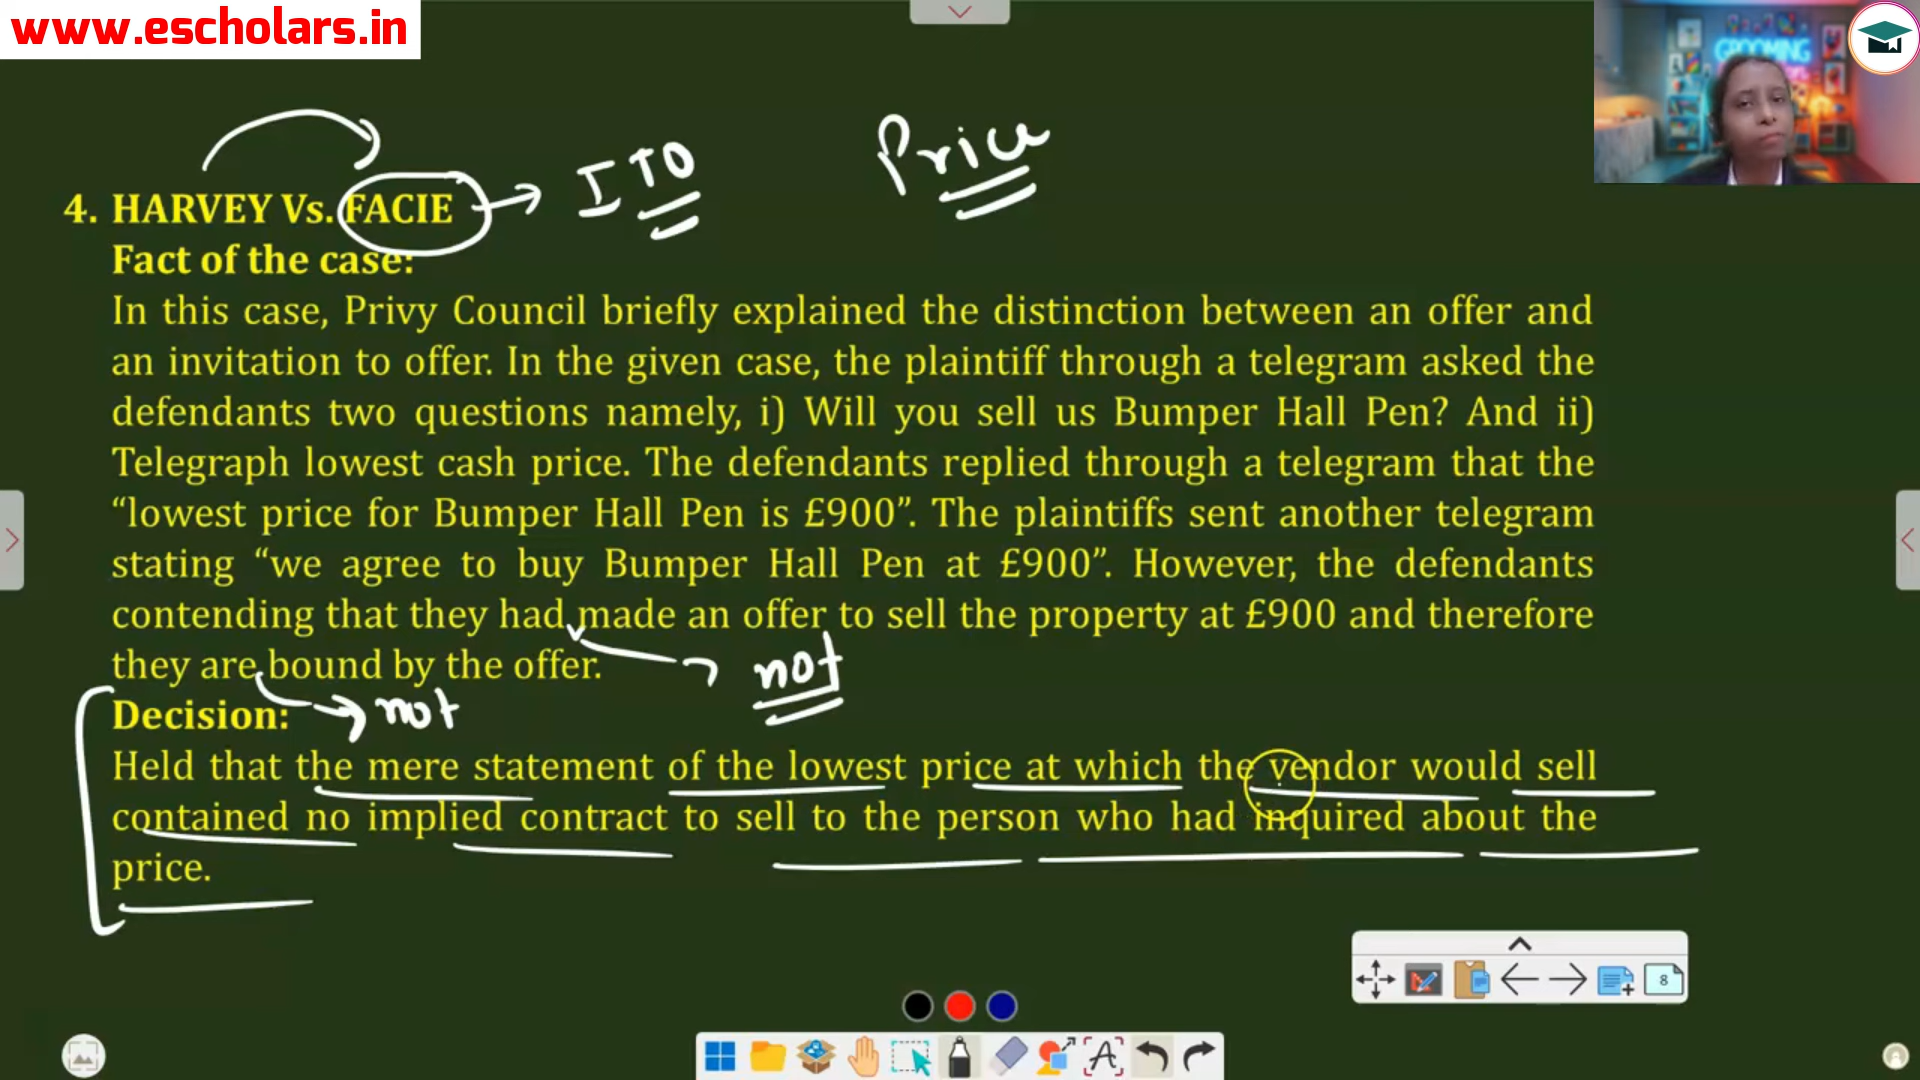 www.escholars.in
GROOMING
ITO
Price
4. HARVEY Vs. FACIE
Fact of the case:
In this case, Privy Council briefly explained the distinction between an offer and
an invitation to offer. In the given case, the plaintiff through a telegram asked the
defendants two questions namely, i) Will you sell us Bumper Hall Pen? And ii)
Telegraph lowest cash price. The defendants replied through a telegram that the
“lowest price for Bumper Hall Pen is £900”. The plaintiffs sent another telegram
stating “we agree to buy Bumper Hall Pen at £900”. However, the defendants
contending that they had made an offer to sell the property at £900 and therefore
they are bound by the offer.
not
not
Decision:
Held that the mere statement of the lowest price at which the vendor would sell
contained no implied contract to sell to the person who had inquired about the
price.
8